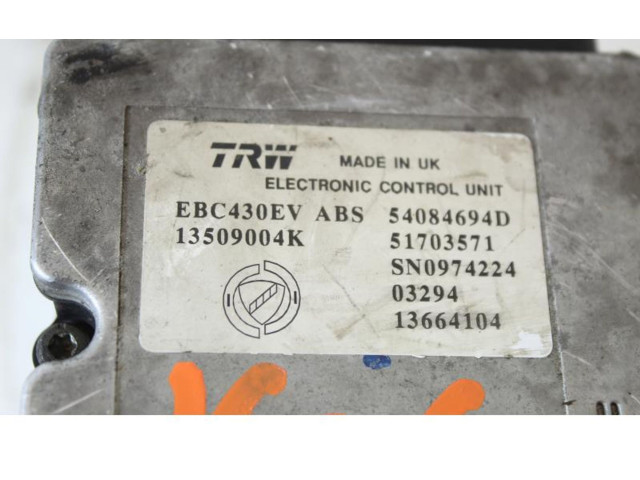 TRW MADE IN UK
ELECTRONIC CONTROL UNIT
EBC430EV ABS 54084694D
13509004K 51703571
SN0974224
03294
13664104